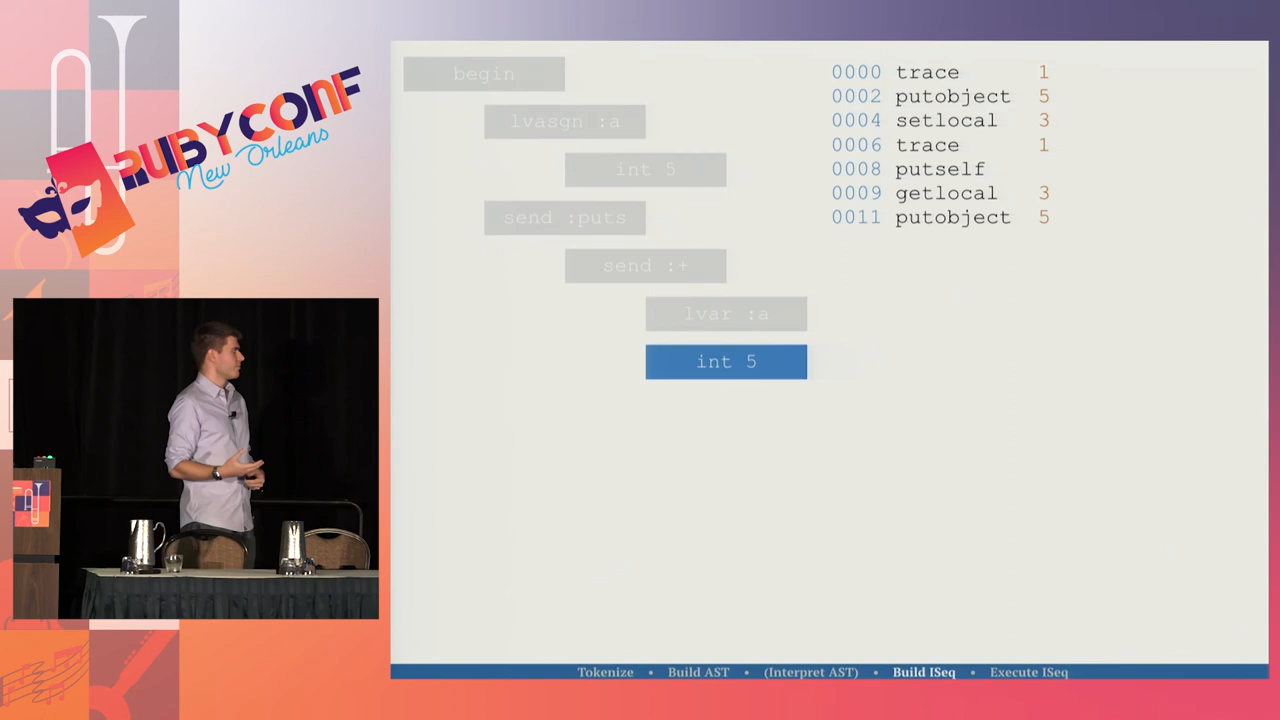 RUBYCONF
New Orleans
begin
lvasgn :a
int 5
send :puts
send :+
lvar :a
int 5
0000 trace 1
0002 putobject 5
0004 setlocal 3
0006 trace 1
0008 putself
0009 getlocal 3
0011 putobject 5
Tokenize • Build AST • (Interpret AST) • Build ISeq • Execute ISeq